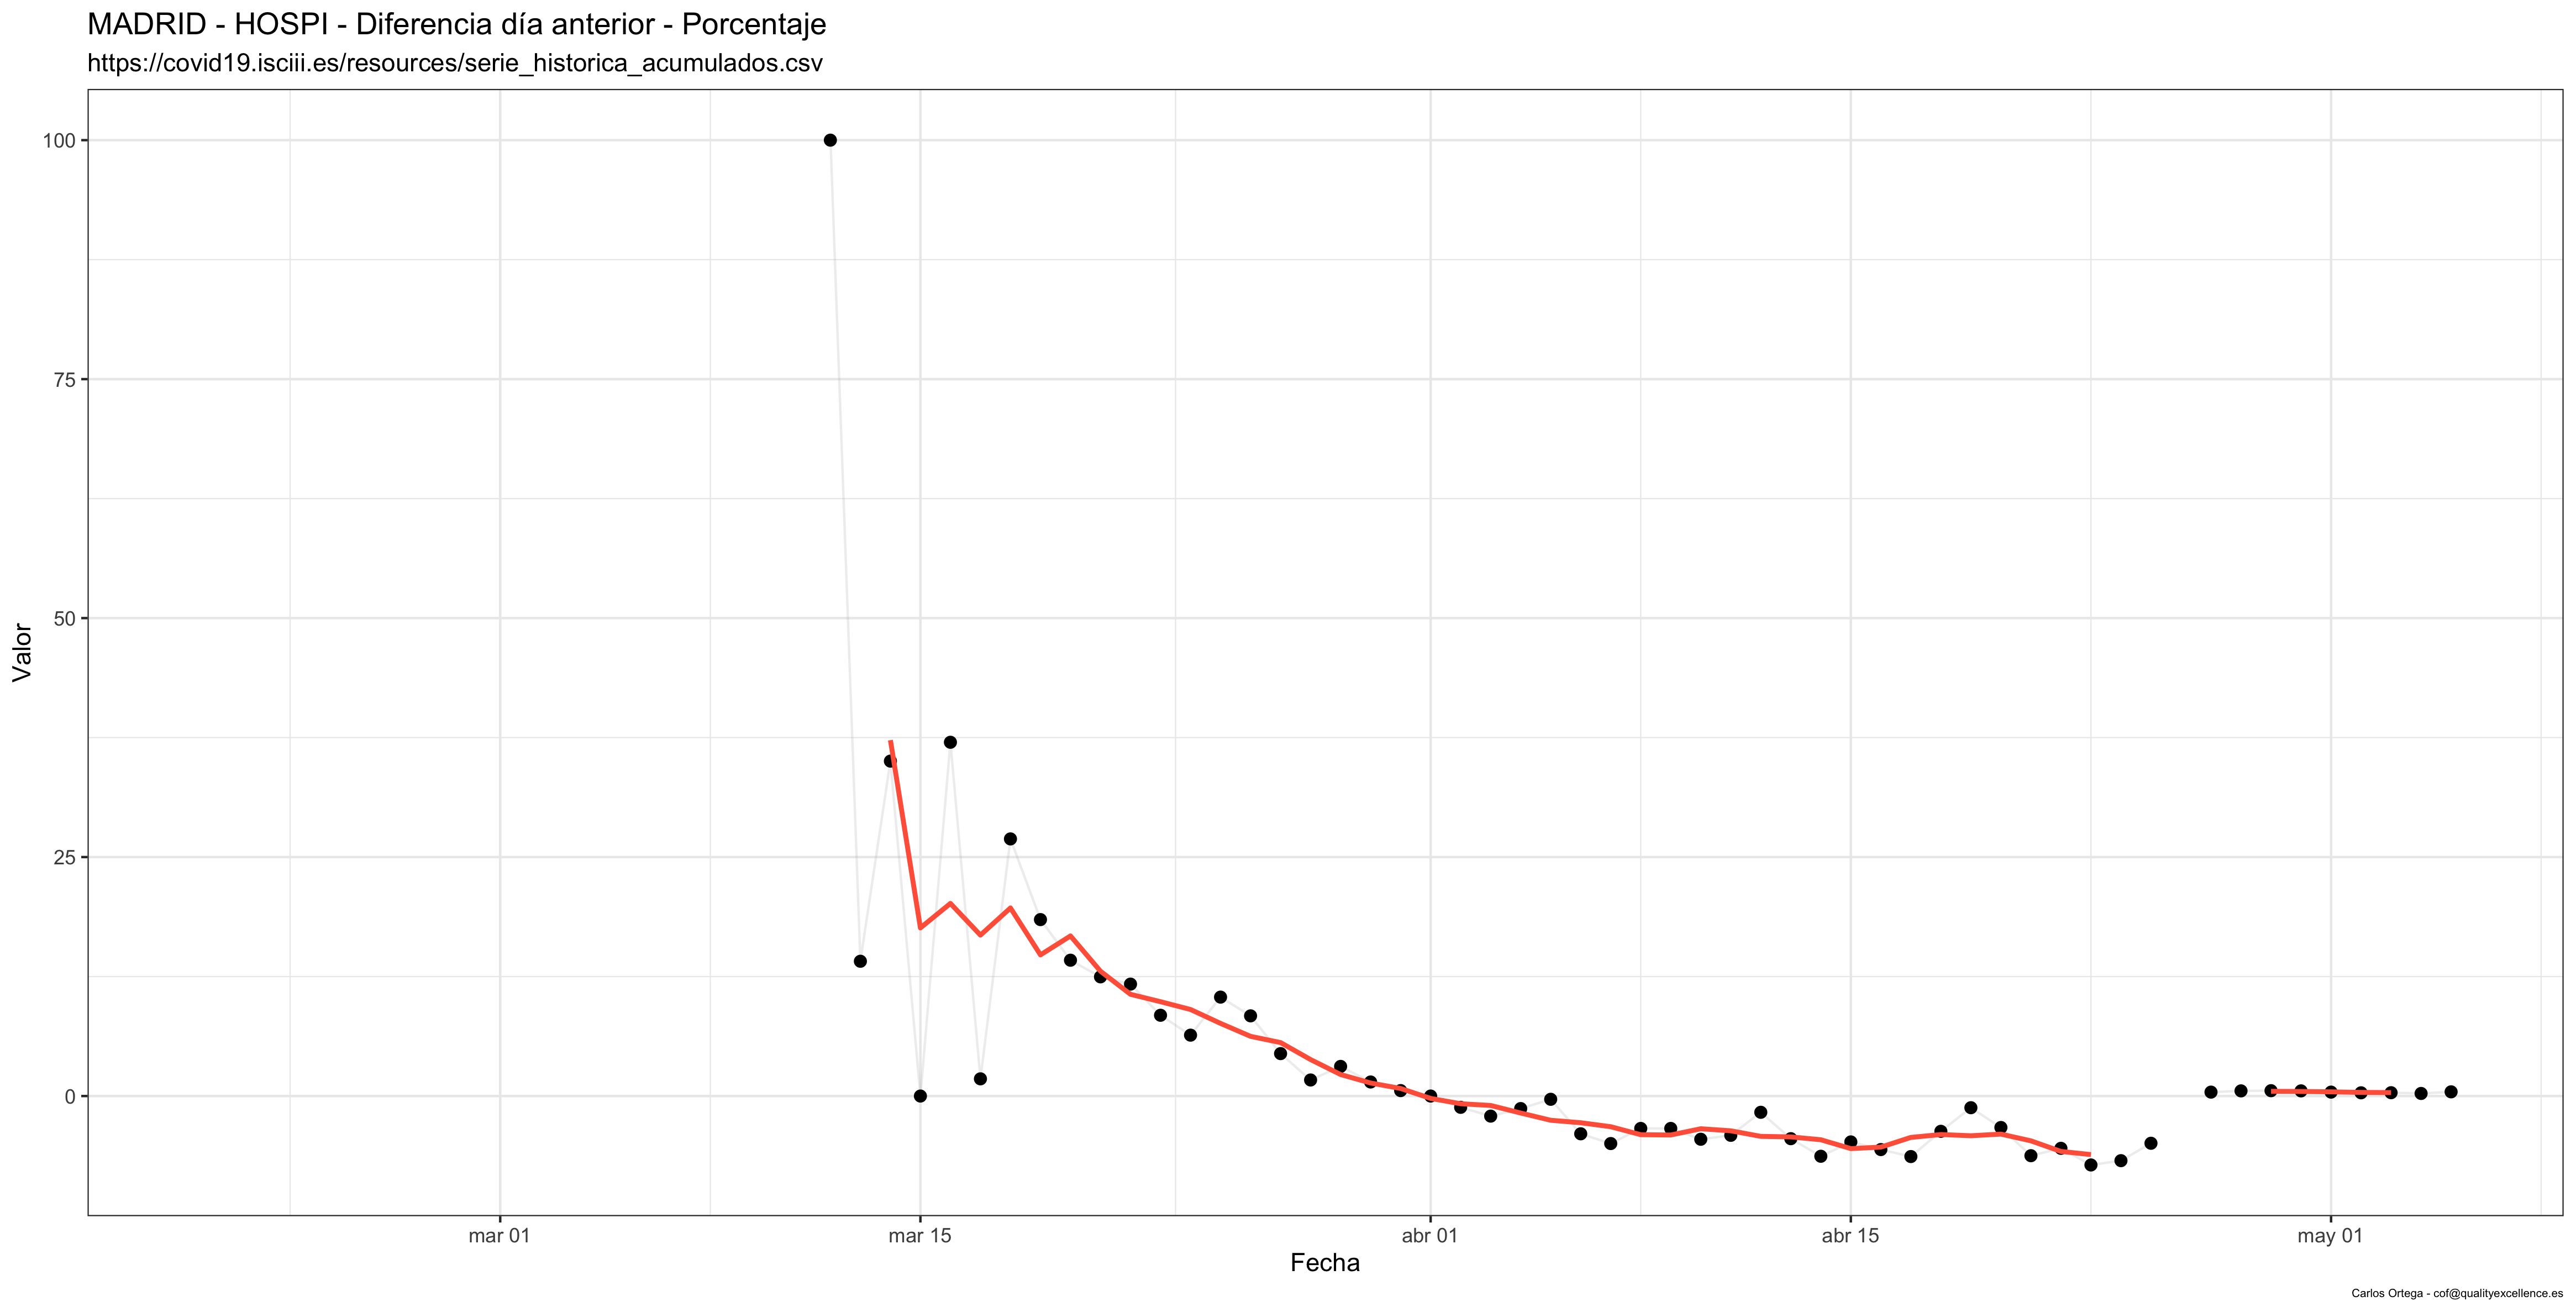 MADRID - HOSPI - Diferencia día anterior - Porcentaje
https://covid19.isciii.es/resources/serie_historica_acumulados.csv
100
75
50
25
0
Valor
mar 01
mar 15
abr 01
abr 15
may 01
Fecha
Carlos Ortega - cof@qualityexcellence.es